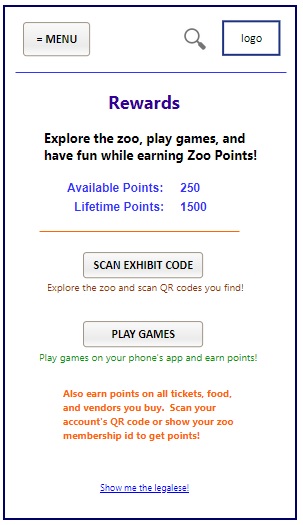 = MENU
logo
Rewards
Explore the zoo, play games, and
have fun while earning Zoo Points!
Available Points: 250
Lifetime Points: 1500
SCAN EXHIBIT CODE
Explore the zoo and scan QR codes you find!
PLAY GAMES
Play games on your phone's app and earn points!
Also earn points on all tickets, food,
and vendors you buy. Scan your
account's QR code or show your zoo
membership id to get points!
Show me the legalese!